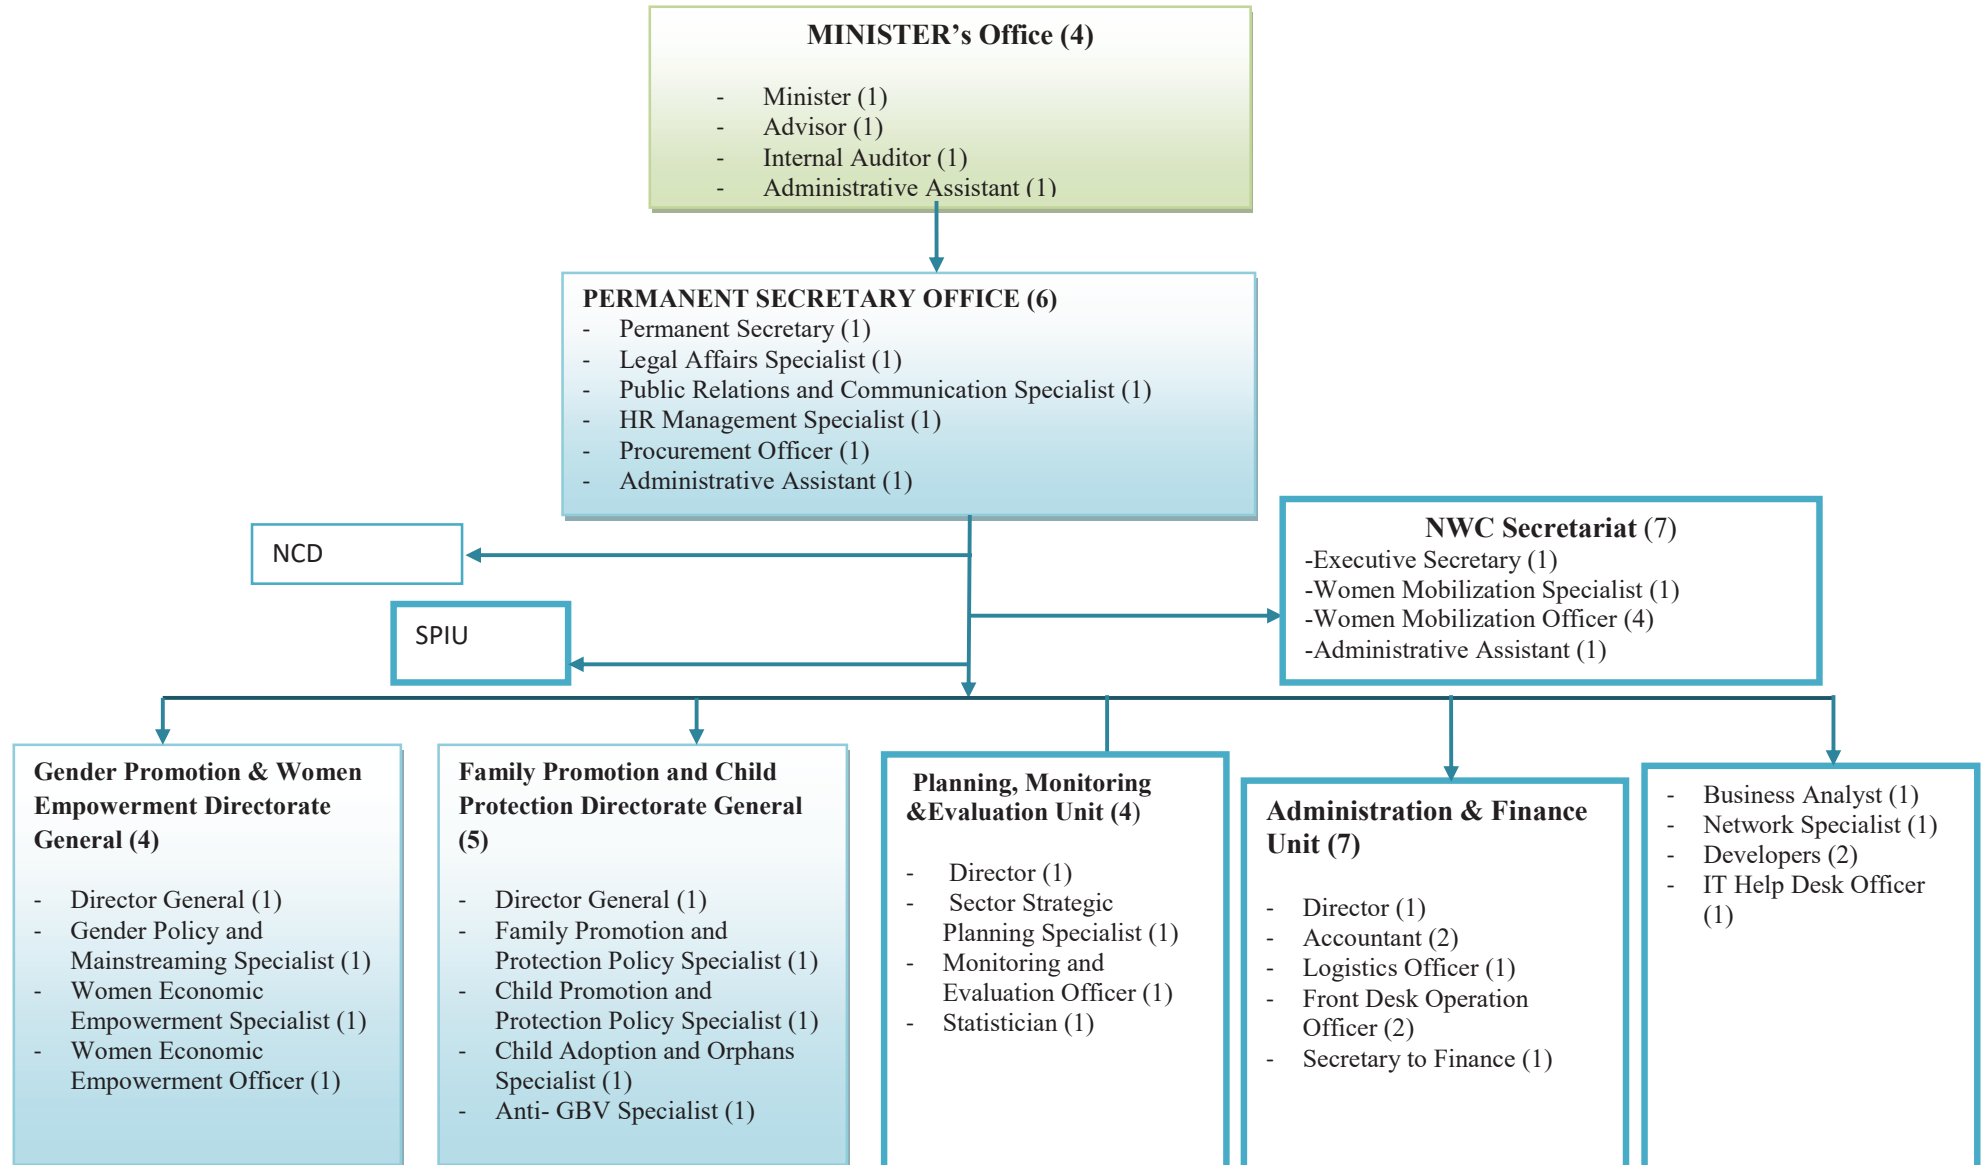 MINISTER’s Office (4)
- Minister (1)
- Advisor (1)
- Internal Auditor (1)
- Administrative Assistant (1)
PERMANENT SECRETARY OFFICE (6)
- Permanent Secretary (1)
- Legal Affairs Specialist (1)
- Public Relations and Communication Specialist (1)
- HR Management Specialist (1)
- Procurement Officer (1)
- Administrative Assistant (1)
NCD
SPIU
NWC Secretariat (7)
-Executive Secretary (1)
-Women Mobilization Specialist (1)
-Women Mobilization Officer (4)
-Administrative Assistant (1)
Gender Promotion & Women
Empowerment Directorate
General (4)
- Director General (1)
- Gender Policy and
Mainstreaming Specialist (1)
- Women Economic
Empowerment Specialist (1)
- Women Economic
Empowerment Officer (1)
Family Promotion and Child
Protection Directorate General
(5)
- Director General (1)
- Family Promotion and
Protection Policy Specialist (1)
- Child Promotion and
Protection Policy Specialist (1)
- Child Adoption and Orphans
Specialist (1)
- Anti- GBV Specialist (1)
Planning, Monitoring
&Evaluation Unit (4)
- Director (1)
- Sector Strategic
Planning Specialist (1)
- Monitoring and
Evaluation Officer (1)
- Statistician (1)
Administration & Finance
Unit (7)
- Director (1)
- Accountant (2)
- Logistics Officer (1)
- Front Desk Operation
Officer (2)
- Secretary to Finance (1)
- Business Analyst (1)
- Network Specialist (1)
- Developers (2)
- IT Help Desk Officer
(1)